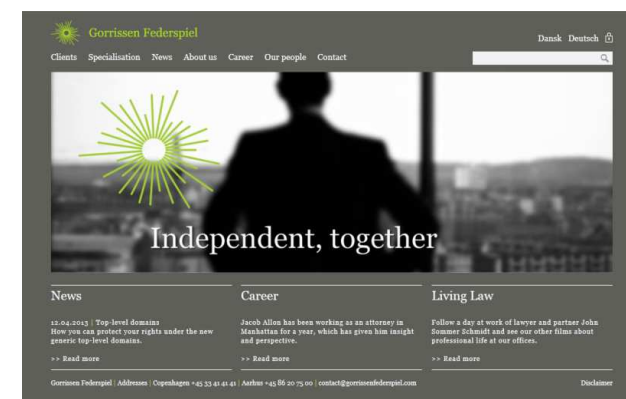 Gorrissen Federspiel
Dansk Deutsch
Clients Specialisation News About us Career Our people Contact
Independent, together
News
12.04.2013 | Top-level domains
How you can protect your rights under the new
generic top-level domains.
>> Read more
Career
Jacob Allon has been working as an attorney in
Manhattan for a year, which has given him insight
and perspective.
>> Read more
Living Law
Follow a day at work of lawyer and partner John
Sommer Schmidt and see our other films about
professional life at our offices.
>> Read more
Gorrissen Federspiel | Addresses | Copenhagen +45 33 41 41 41 | Aarhus +45 86 20 75 00 | contact@gorrissenfederspiel.com
Disclaimer